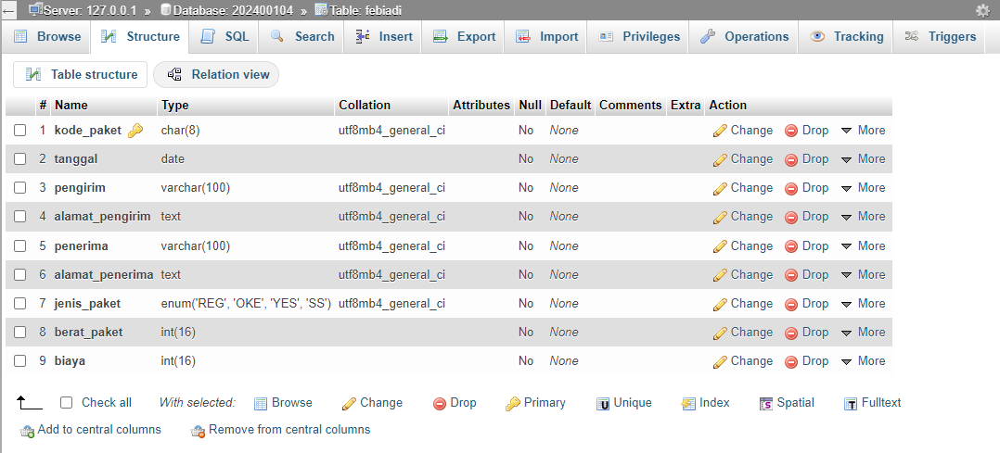 Server: 127.0.0.1 » Database: 202400104 » Table: febiadi
Browse Structure SQL Search Insert Export Import Privileges Operations Tracking Triggers
Table structure Relation view
# Name Type Collation Attributes Null Default Comments Extra Action
1 kode_paket char(8) utf8mb4_general_ci No None Change Drop More
2 tanggal date No None Change Drop More
3 pengirim varchar(100) utf8mb4_general_ci No None Change Drop More
4 alamat_pengirim text utf8mb4_general_ci No None Change Drop More
5 penerima varchar(100) utf8mb4_general_ci No None Change Drop More
6 alamat_penerima text utf8mb4_general_ci No None Change Drop More
7 jenis_paket enum('REG', 'OKE', 'YES', 'SS') utf8mb4_general_ci No None Change Drop More
8 berat_paket int(16) No None Change Drop More
9 biaya int(16) No None Change Drop More
Check all With selected: Browse Change Drop Primary Unique Index Spatial Fulltext
Add to central columns Remove from central columns